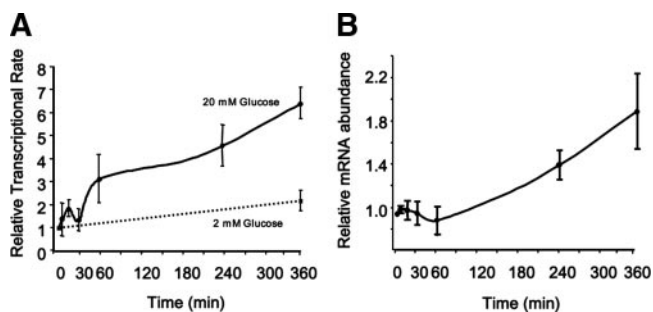 A
Relative Transcriptional Rate
8
7
6
5
4
3
2
1
0
20 mM Glucose
2 mM Glucose
0 30 60 120 180 240 300 360
Time (min)
B
Relative mRNA abundance
2.2
1.8
1.4
1.0
0 30 60 120 180 240 300 360
Time (min)